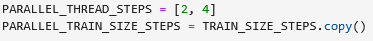 PARALLEL_THREAD_STEPS = [2, 4]
PARALLEL_TRAIN_SIZE_STEPS = TRAIN_SIZE_STEPS.copy()